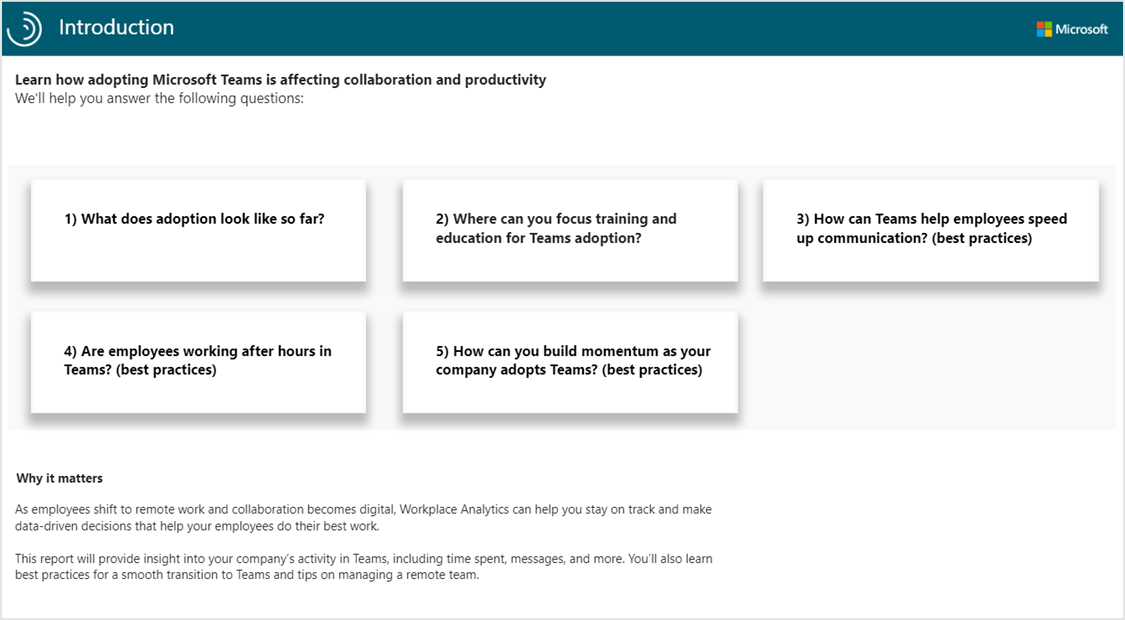 Introduction
Microsoft
Learn how adopting Microsoft Teams is affecting collaboration and productivity
We'll help you answer the following questions:
1) What does adoption look like so far?
2) Where can you focus training and
education for Teams adoption?
3) How can Teams help employees speed
up communication? (best practices)
4) Are employees working after hours in
Teams? (best practices)
5) How can you build momentum as your
company adopts Teams? (best practices)
Why it matters
As employees shift to remote work and collaboration becomes digital, Workplace Analytics can help you stay on track and make
data-driven decisions that help your employees do their best work.
This report will provide insight into your company's activity in Teams, including time spent, messages, and more. You'll also learn
best practices for a smooth transition to Teams and tips on managing a remote team.